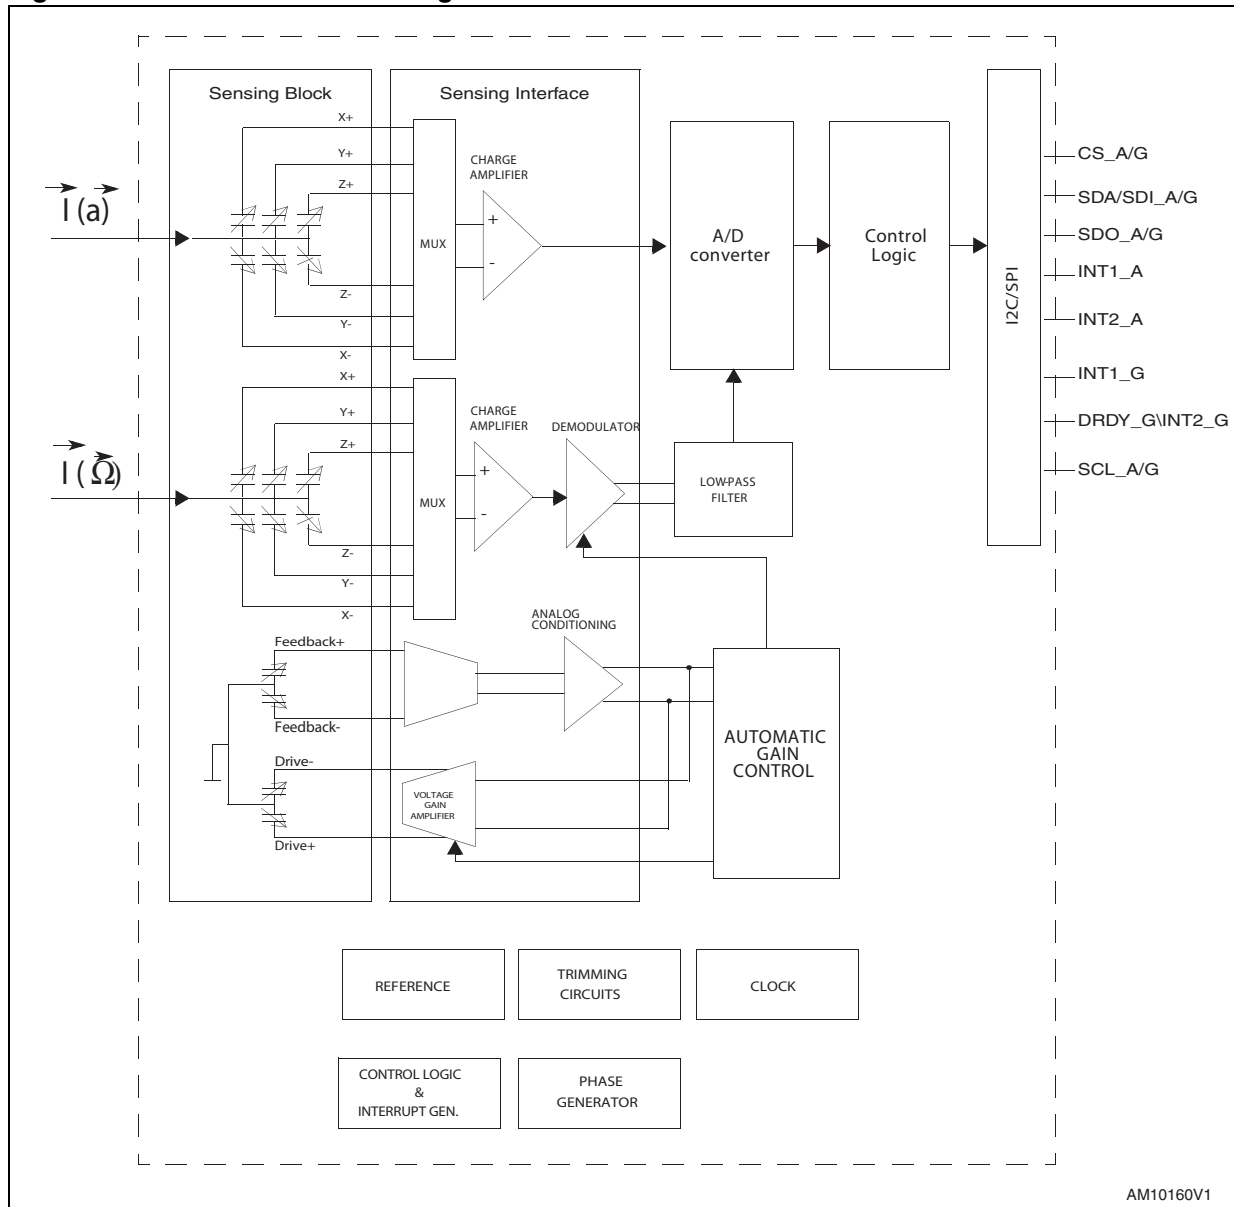 Sensing Block
Sensing Interface
X+
Y+
Z+
I (a)
Z-
Y-
X-
MUX
CHARGE
AMPLIFIER
+
-
A/D
converter
Control
Logic
I2C/SPI
CS_A/G
SDA/SDI_A/G
SDO_A/G
INT1_A
INT2_A
INT1_G
DRDY_G\INT2_G
SCL_A/G
X+
Y+
Z+
I (Ω)
Z-
Y-
X-
MUX
CHARGE
AMPLIFIER
+
-
DEMODULATOR
LOW-PASS
FILTER
Feedback+
Feedback-
ANALOG
CONDITIONING
Drive-
Drive+
VOLTAGE
GAIN
AMPLIFIER
AUTOMATIC
GAIN
CONTROL
REFERENCE
TRIMMING
CIRCUITS
CLOCK
CONTROL LOGIC
&
INTERRUPT GEN.
PHASE
GENERATOR
AM10160V1